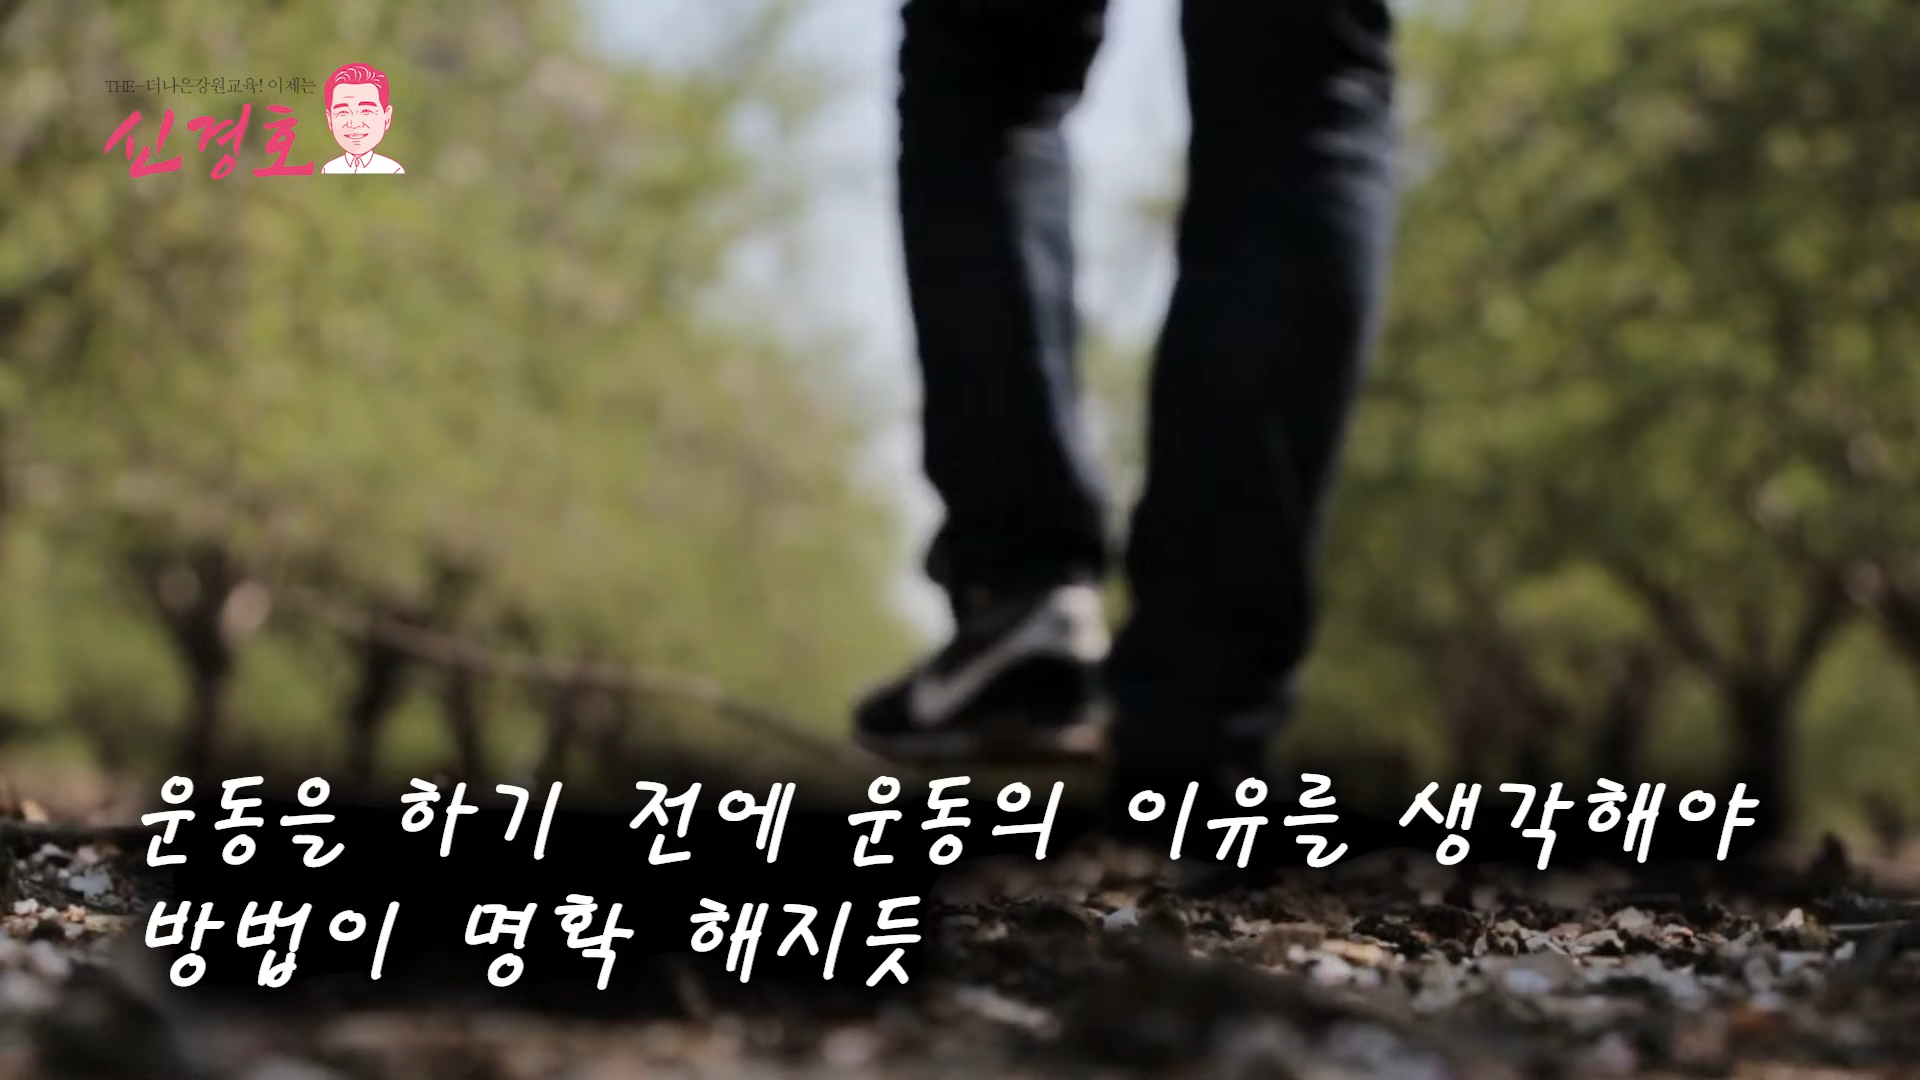 THE-더나은강원교육! 이제는
신경호
운동을 하기 전에 운동의 이유를 생각해야
방법이 명확 해지듯